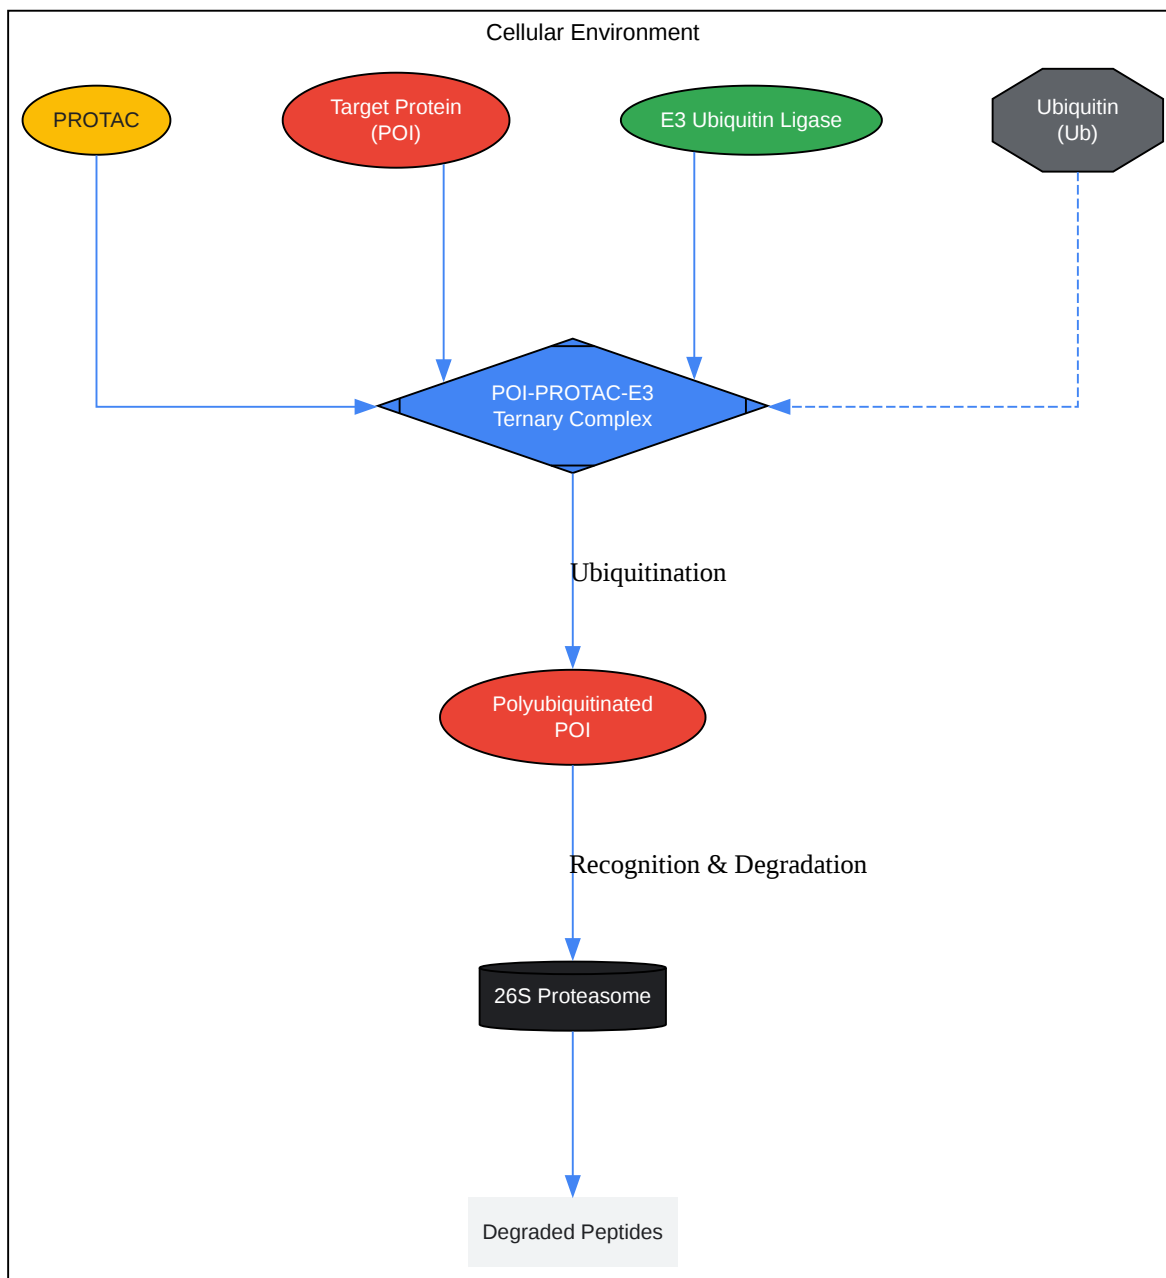 Cellular Environment
PROTAC
Target Protein
(POI)
E3 Ubiquitin Ligase
Ubiquitin
(Ub)
POI-PROTAC-E3
Ternary Complex
Ubiquitination
Polyubiquitinated
POI
Recognition & Degradation
26S Proteasome
Degraded Peptides